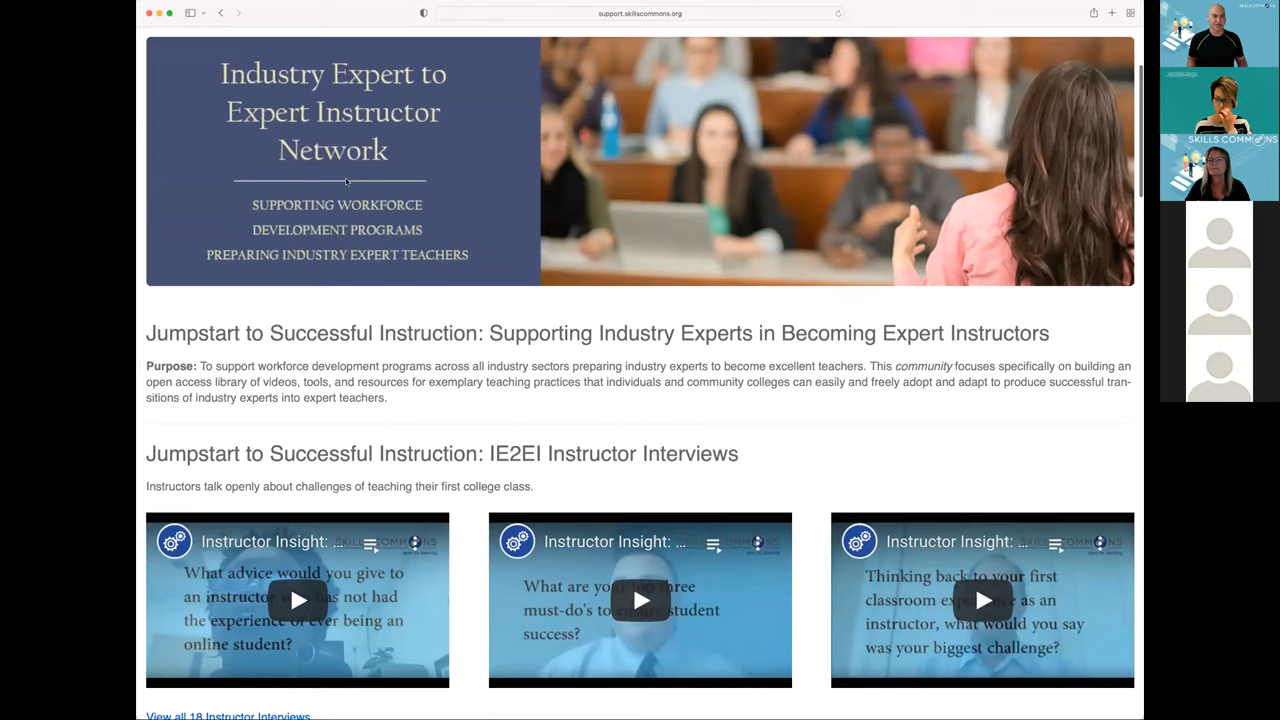 support.skillscommons.org
Industry Expert to
Expert Instructor
Network
SUPPORTING WORKFORCE
DEVELOPMENT PROGRAMS
PREPARING INDUSTRY EXPERT TEACHERS
Jumpstart to Successful Instruction: Supporting Industry Experts in Becoming Expert Instructors
Purpose: To support workforce development programs across all industry sectors preparing industry experts to become excellent teachers. This community focuses specifically on building an
open access library of videos, tools, and resources for exemplary teaching practices that individuals and community colleges can easily and freely adopt and adapt to produce successful tran-
sitions of industry experts into expert teachers.
Jumpstart to Successful Instruction: IE2EI Instructor Interviews
Instructors talk openly about challenges of teaching their first college class.
Instructor Insight: ...
What advice would you give to
an instructor has not had
the experience of ever being an
online student?
Instructor Insight: ...
What are your three
must-do's to ensure student
success?
Instructor Insight: ...
Thinking back to your first
classroom experience as an
instructor, what would you say
was your biggest challenge?
View all 18 Instructor Interviews
SKILLS COMMONS